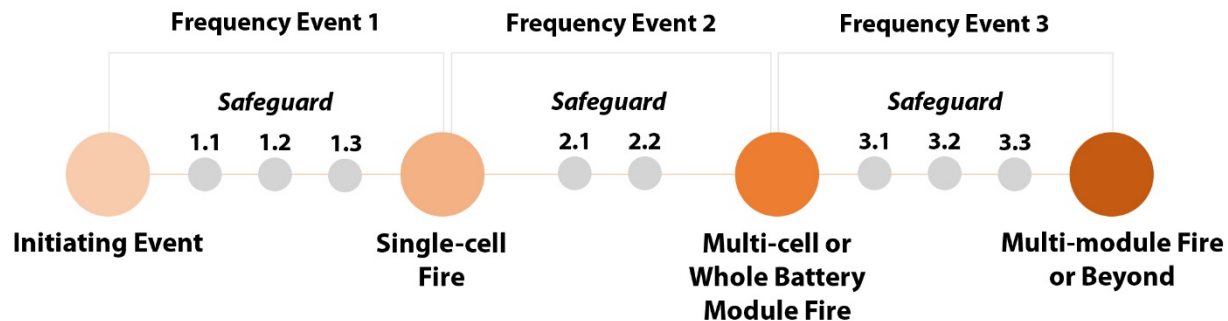 Frequency Event 1
Frequency Event 2
Frequency Event 3
Safeguard
Safeguard
Safeguard
1.1
1.2
1.3
2.1
2.2
3.1
3.2
3.3
Initiating Event
Single-cell
Fire
Multi-cell or
Whole Battery
Module Fire
Multi-module Fire
or Beyond